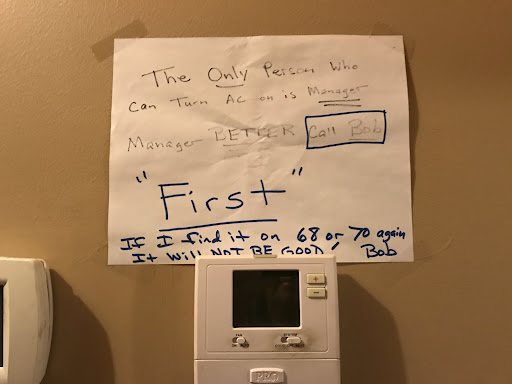 The Only Person Who
can Turn AC on is Manager
Manager BETTER Call Bob
"First"
If I find it on 68 or 70 again
It will NOT BE GOOD! Bob
PRO